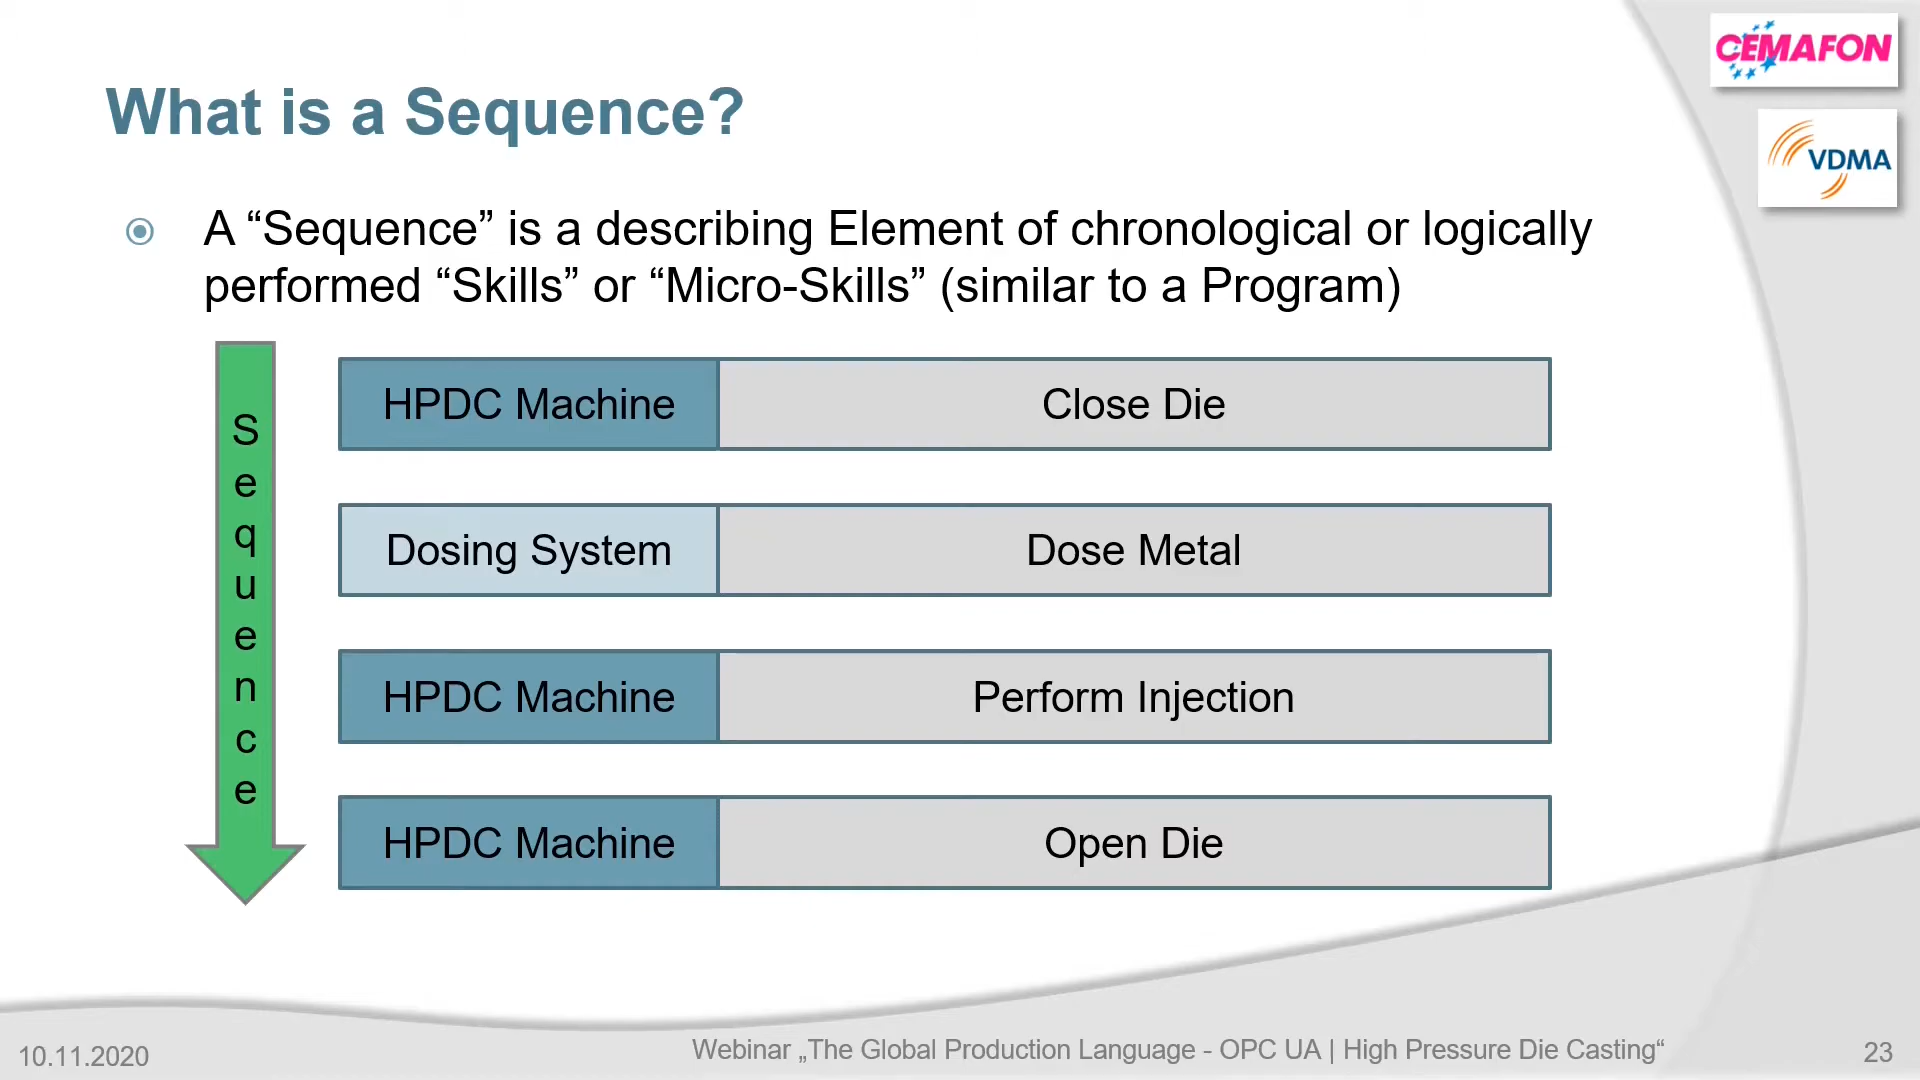 CEMAFON
VDMA
What is a Sequence?
A “Sequence” is a describing Element of chronological or logically
performed “Skills” or “Micro-Skills” (similar to a Program)
Sequence
HPDC Machine Close Die
Dosing System Dose Metal
HPDC Machine Perform Injection
HPDC Machine Open Die
10.11.2020
Webinar „The Global Production Language - OPC UA | High Pressure Die Casting“
23